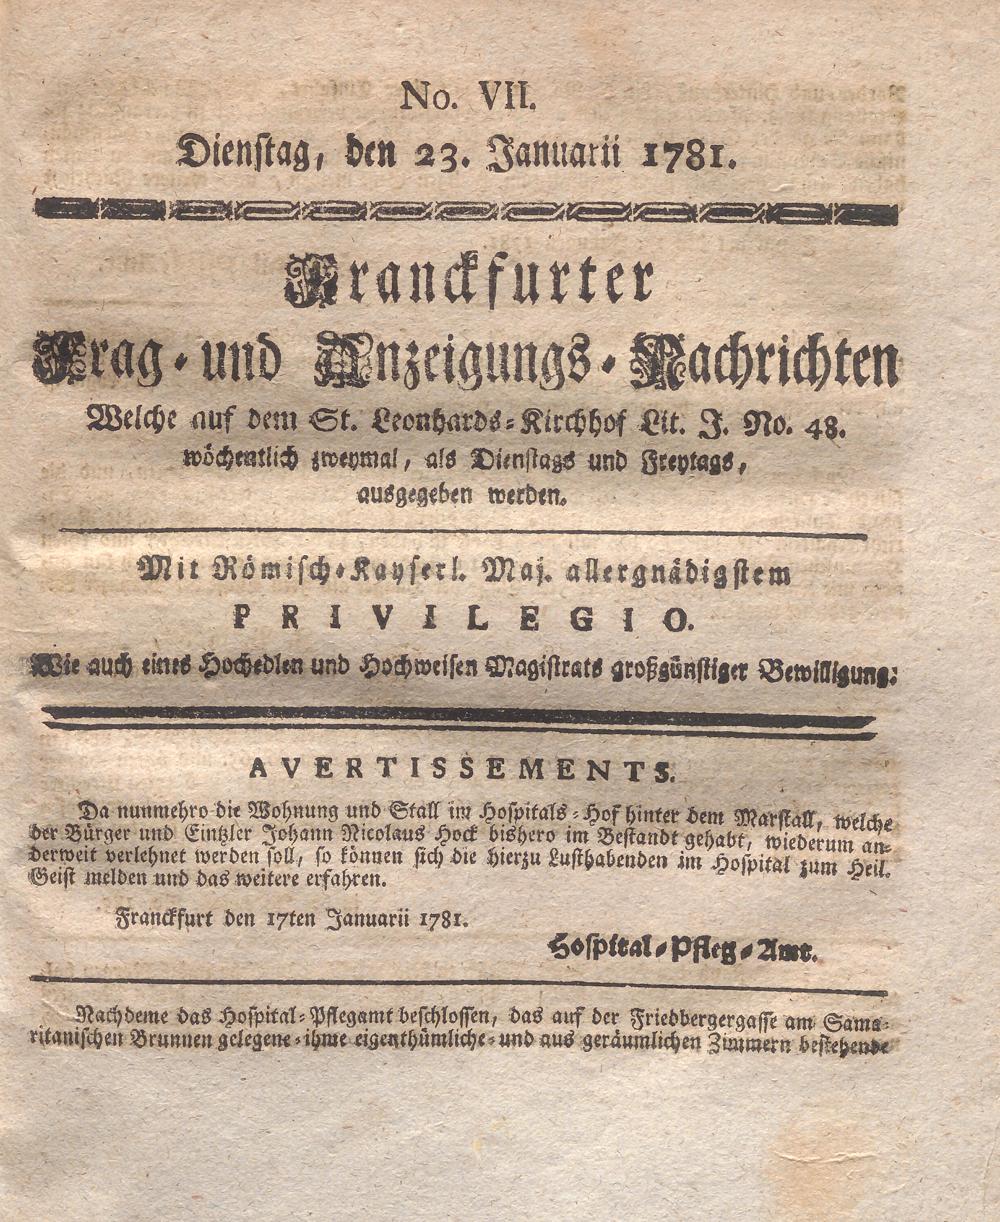 No. VII.
Dienstag, den 23. Januarii 1781.
Franckfurter
Frag- und Anzeigungs-Nachrichten
Welche auf dem St. Leonhards-Kirchhof Lit. J. No. 48.
wöchentlich zweymal, als Dienstags und Freytags,
ausgegeben werden.
Mit Römisch-Kayserl. Maj. allergnädigstem
PRIVILEGIO.
Wie auch eines Hochedlen und Hochweisen Magistrats großgünstiger Bewilligung.
AVERTISSEMENTS.
Da nunmehro die Wohnung und Stall im Hospitals-Hof hinter dem Marstall, welche
der Bürger und Eintzler Johann Nicolaus Hock bishero im Bestandt gehabt, wiederum an-
derweit verlehnet werden soll, so können sich die hierzu Lusthabenden im Hospital zum Heil.
Geist melden und das weitere erfahren.
Franckfurt den 17ten Januarii 1781.
Hospital-Pfleg-Amt.
Nachdeme das Hospital-Pflegamt beschlossen, das auf der Friedbergergasse am Sama-
ritanischen Brunnen gelegene-ihme eigenthümliche-und aus geräumlichen Zimmern bestehende